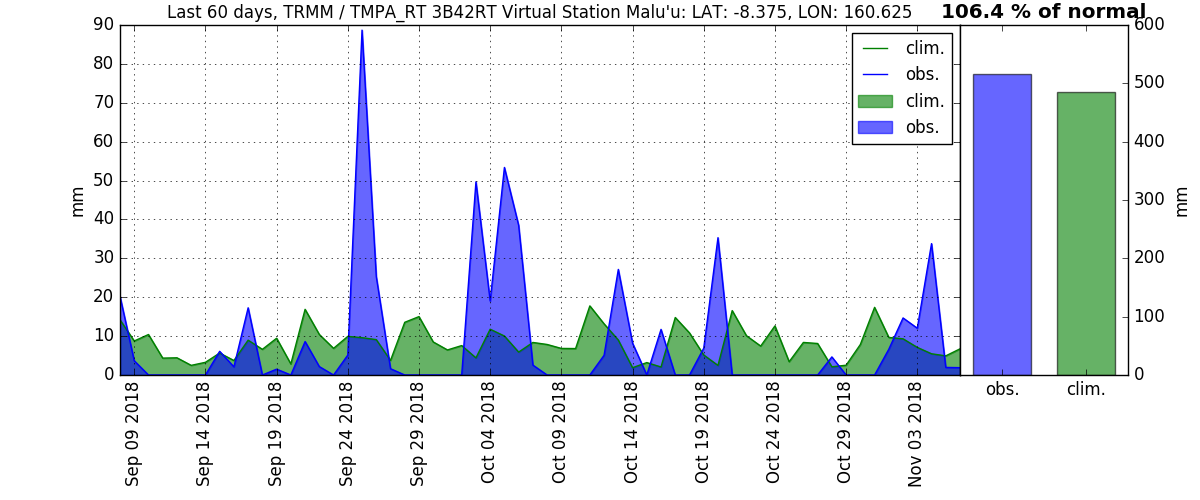 Last 60 days, TRMM / TMPA_RT 3B42RT Virtual Station Malu'u: LAT: -8.375, LON: 160.625
106.4 % of normal
90
80
70
60
50
40
30
20
10
0
mm
clim.
obs.
clim.
obs.
Sep 09 2018
Sep 14 2018
Sep 19 2018
Sep 24 2018
Sep 29 2018
Oct 04 2018
Oct 09 2018
Oct 14 2018
Oct 19 2018
Oct 24 2018
Oct 29 2018
Nov 03 2018
600
500
400
300
200
100
0
mm
obs.
clim.